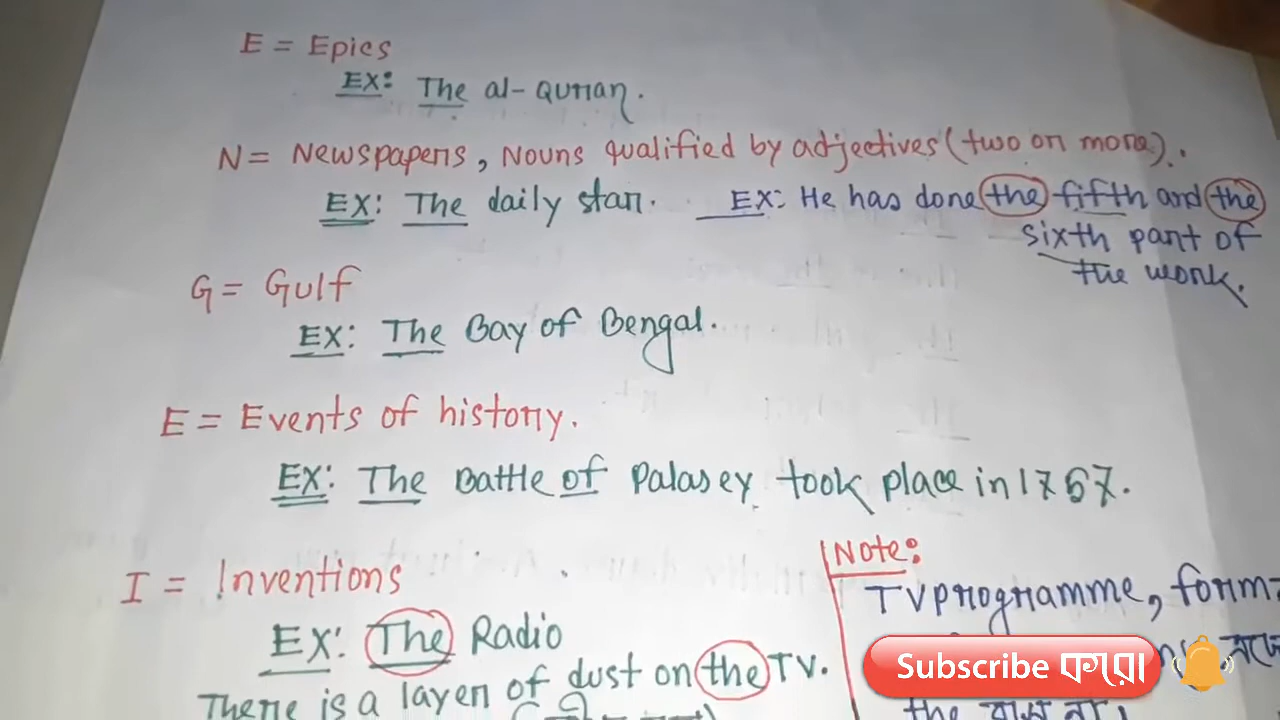 E = Epics
EX: The al-Quran.
N = Newspapers, Nouns qualified by adjectives (two or more).
EX: The daily star. EX: He has done the fifth and the
sixth part of
the work.
G = Gulf
EX: The Bay of Bengal.
E = Events of history.
EX: The Battle of Palasey took place in 1757.
I = Inventions
EX: The Radio
There is a layer of dust on the TV.
Note:
TV programme, form
the
Subscribe করো